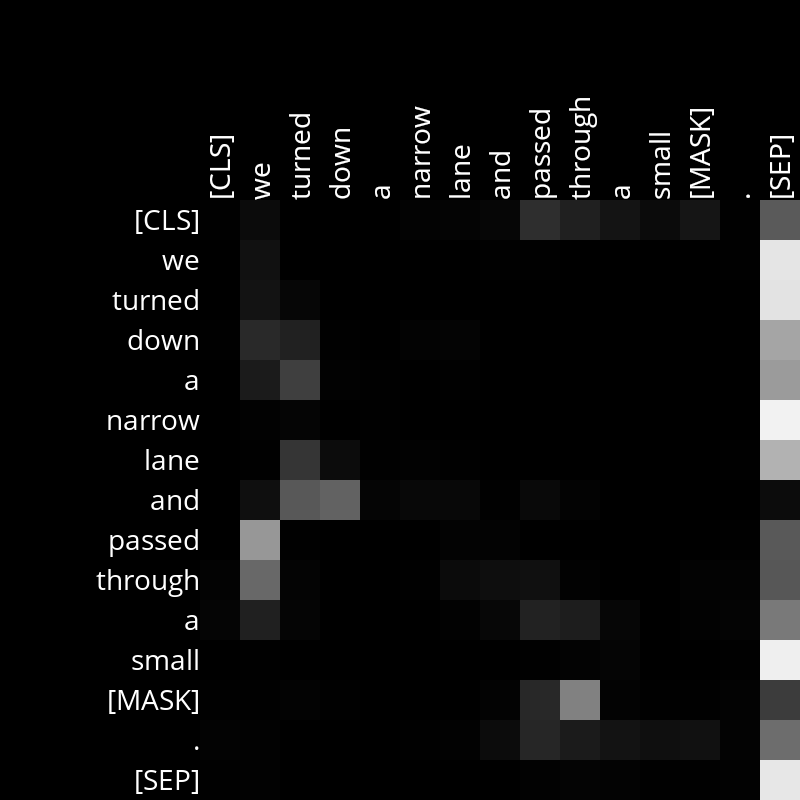 [CLS] we turned down a narrow lane and passed through a small [MASK] . [SEP]
[CLS]
we
turned
down
a
narrow
lane
and
passed
through
a
small
[MASK]
.
[SEP]